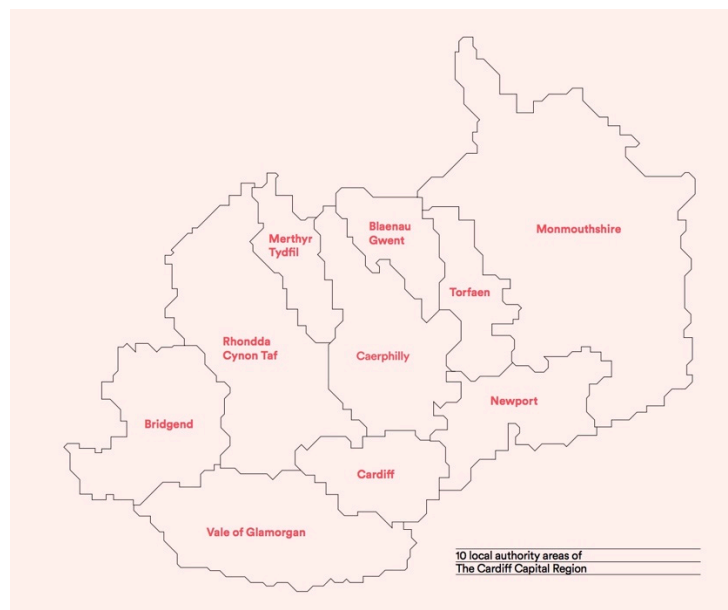 Monmouthshire
Blaenau
Gwent
Merthyr
Tydfil
Torfaen
Rhondda
Cynon Taf
Caerphilly
Newport
Bridgend
Cardiff
Vale of Glamorgan
10 local authority areas of
The Cardiff Capital Region